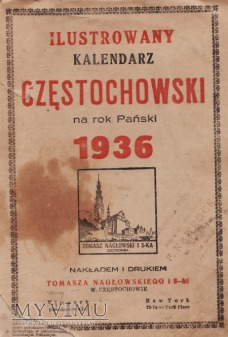 ILUSTROWANY
KALENDARZ
CZĘSTOCHOWSKI
na rok Pański
1936
TOMASZ NAGŁOWSKI I S-KA
NAKŁADEM I DRUKIEM
TOMASZA NAGŁOWSKIEGO i S-ki
W CZĘSTOCHOWIE
New York
MYVIMU